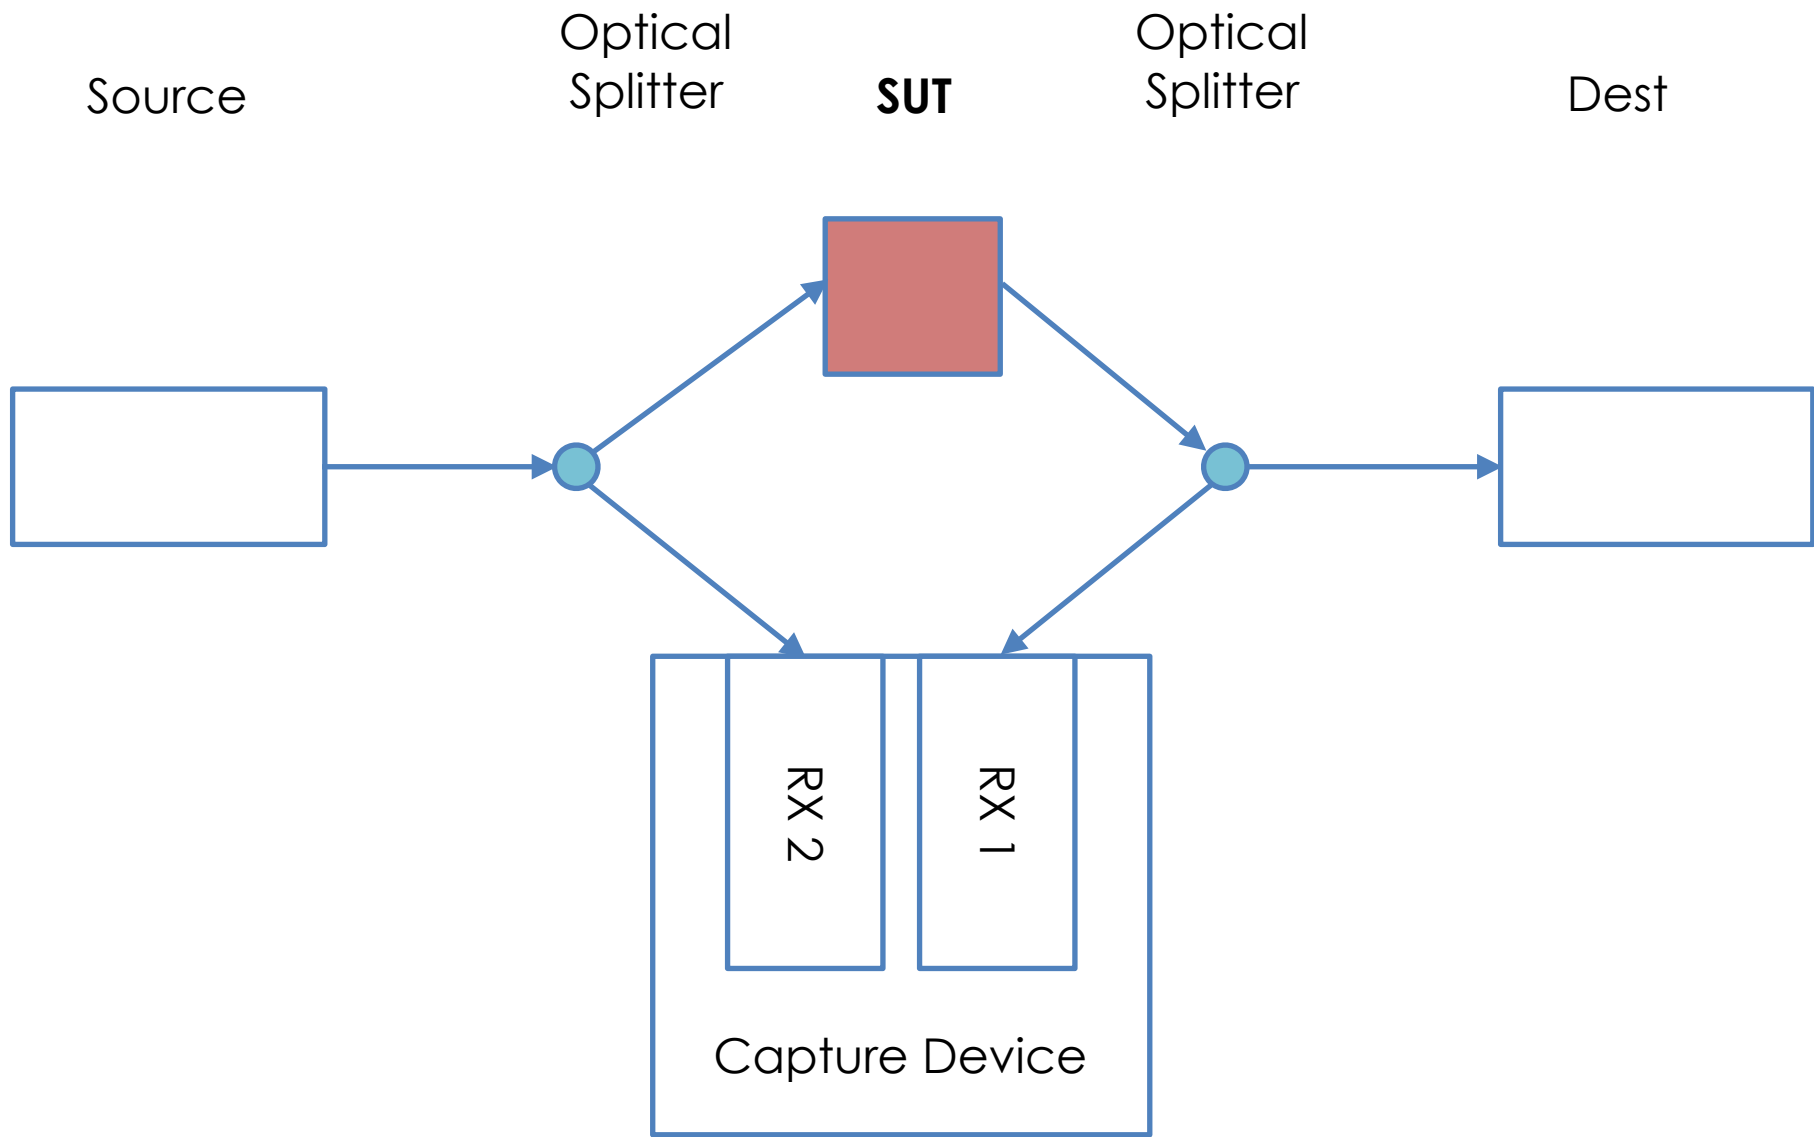 Source
Optical
Splitter
SUT
Optical
Splitter
Dest
RX 2
RX 1
Capture Device